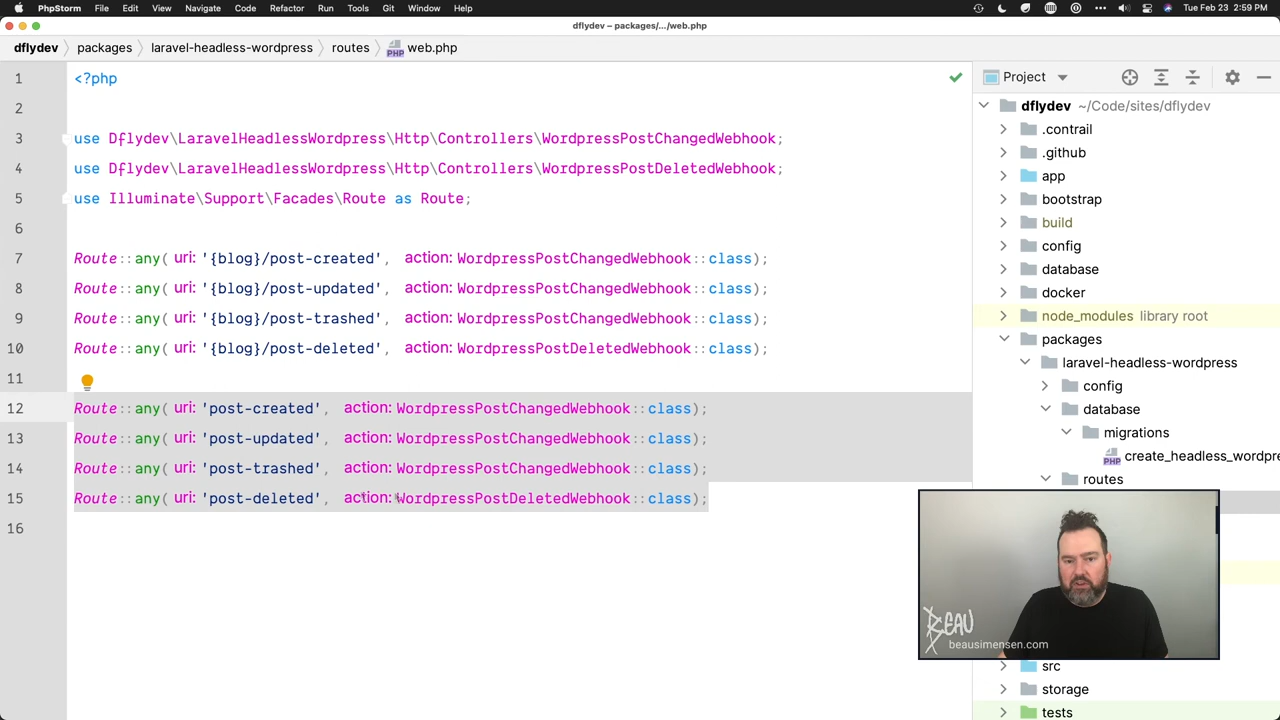 PhpStorm File Edit View Navigate Code Refactor Run Tools Git Window Help Tue Feb 23 2:59 PM
dflydev – packages/.../web.php
dflydev packages laravel-headless-wordpress routes web.php
Project
1 <?php
2
3 use Dflydev\LaravelHeadlessWordpress\Http\Controllers\WordpressPostChangedWebhook;
4 use Dflydev\LaravelHeadlessWordpress\Http\Controllers\WordpressPostDeletedWebhook;
5 use Illuminate\Support\Facades\Route as Route;
6
7 Route::any( uri: '{blog}/post-created', action: WordpressPostChangedWebhook::class);
8 Route::any( uri: '{blog}/post-updated', action: WordpressPostChangedWebhook::class);
9 Route::any( uri: '{blog}/post-trashed', action: WordpressPostChangedWebhook::class);
10 Route::any( uri: '{blog}/post-deleted', action: WordpressPostDeletedWebhook::class);
11
12 Route::any( uri: 'post-created', action: WordpressPostChangedWebhook::class);
13 Route::any( uri: 'post-updated', action: WordpressPostChangedWebhook::class);
14 Route::any( uri: 'post-trashed', action: WordpressPostChangedWebhook::class);
15 Route::any( uri: 'post-deleted', action: WordpressPostDeletedWebhook::class);
16
dflydev ~/Code/sites/dflydev
.contrail
.github
app
bootstrap
build
config
database
docker
node_modules library root
packages
laravel-headless-wordpress
config
database
migrations
PHP create_headless_wordpre
routes
src
storage
tests
BEAU
beausimensen.com